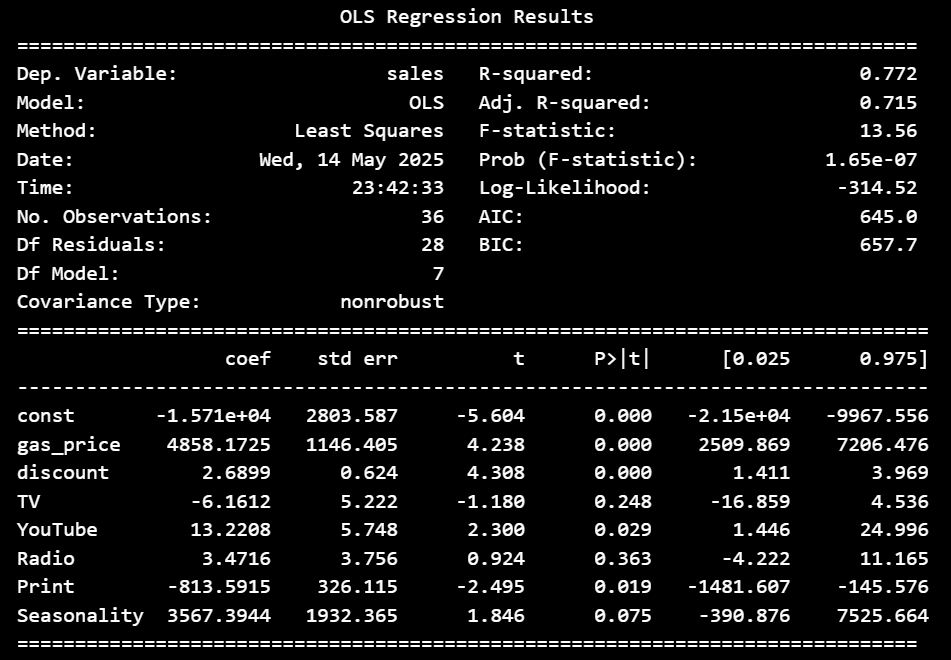 OLS Regression Results
==============================================================================
Dep. Variable: sales R-squared: 0.772
Model: OLS Adj. R-squared: 0.715
Method: Least Squares F-statistic: 13.56
Date: Wed, 14 May 2025 Prob (F-statistic): 1.65e-07
Time: 23:42:33 Log-Likelihood: -314.52
No. Observations: 36 AIC: 645.0
Df Residuals: 28 BIC: 657.7
Df Model: 7
Covariance Type: nonrobust
===============================================================================
coef std err t P>|t| [0.025 0.975]
-------------------------------------------------------------------------------
const -1.571e+04 2803.587 -5.604 0.000 -2.15e+04 -9967.556
gas_price 4858.1725 1146.405 4.238 0.000 2509.869 7206.476
discount 2.6899 0.624 4.308 0.000 1.411 3.969
TV -6.1612 5.222 -1.180 0.248 -16.859 4.536
YouTube 13.2208 5.748 2.300 0.029 1.446 24.996
Radio 3.4716 3.756 0.924 0.363 -4.222 11.165
Print -813.5915 326.115 -2.495 0.019 -1481.607 -145.576
Seasonality 3567.3944 1932.365 1.846 0.075 -390.876 7525.664
==============================================================================